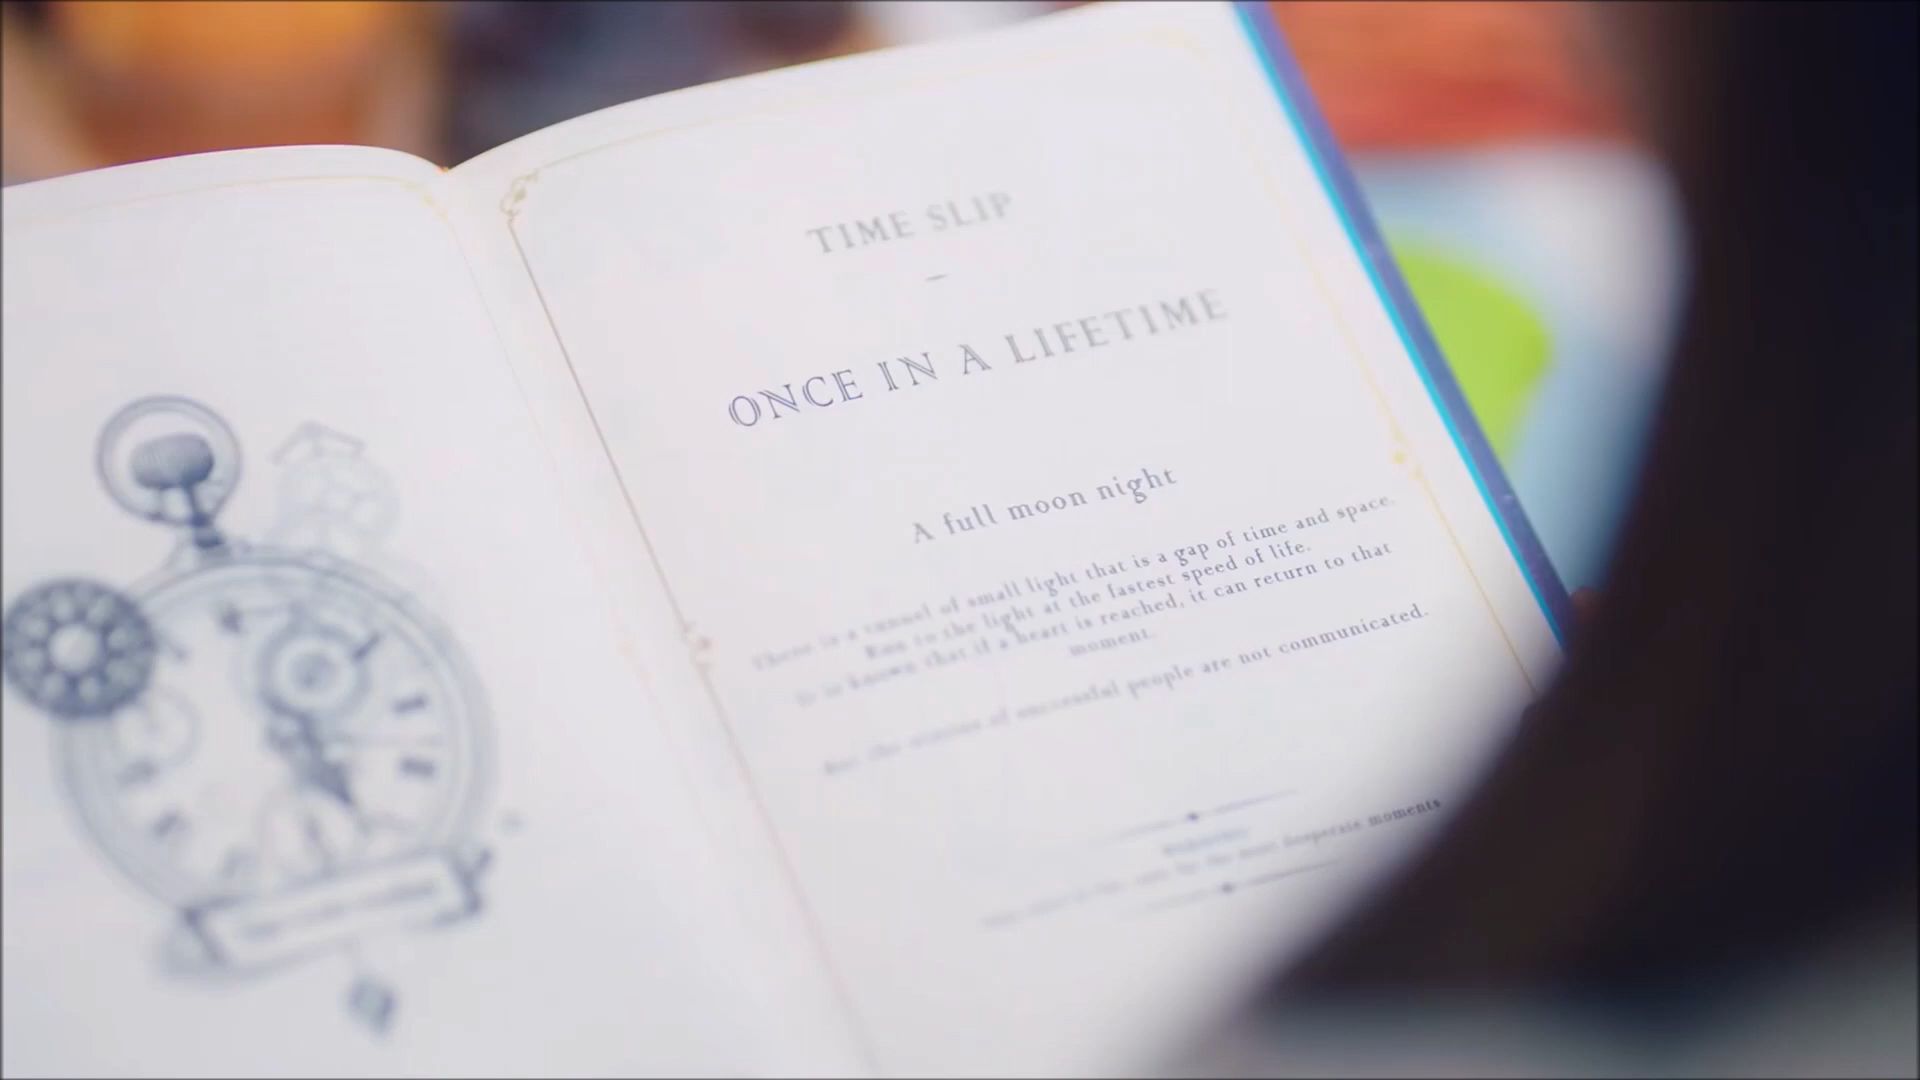 TIME SLIP
–
ONCE IN A LIFETIME
A full moon night
There is a tunnel of small light that is a gap of time and space.
Run to the light at the fastest speed of life.
It is known that if a heart is reached, it can return to that
moment.
But the stories of successful people are not communicated.
the most desperate moments